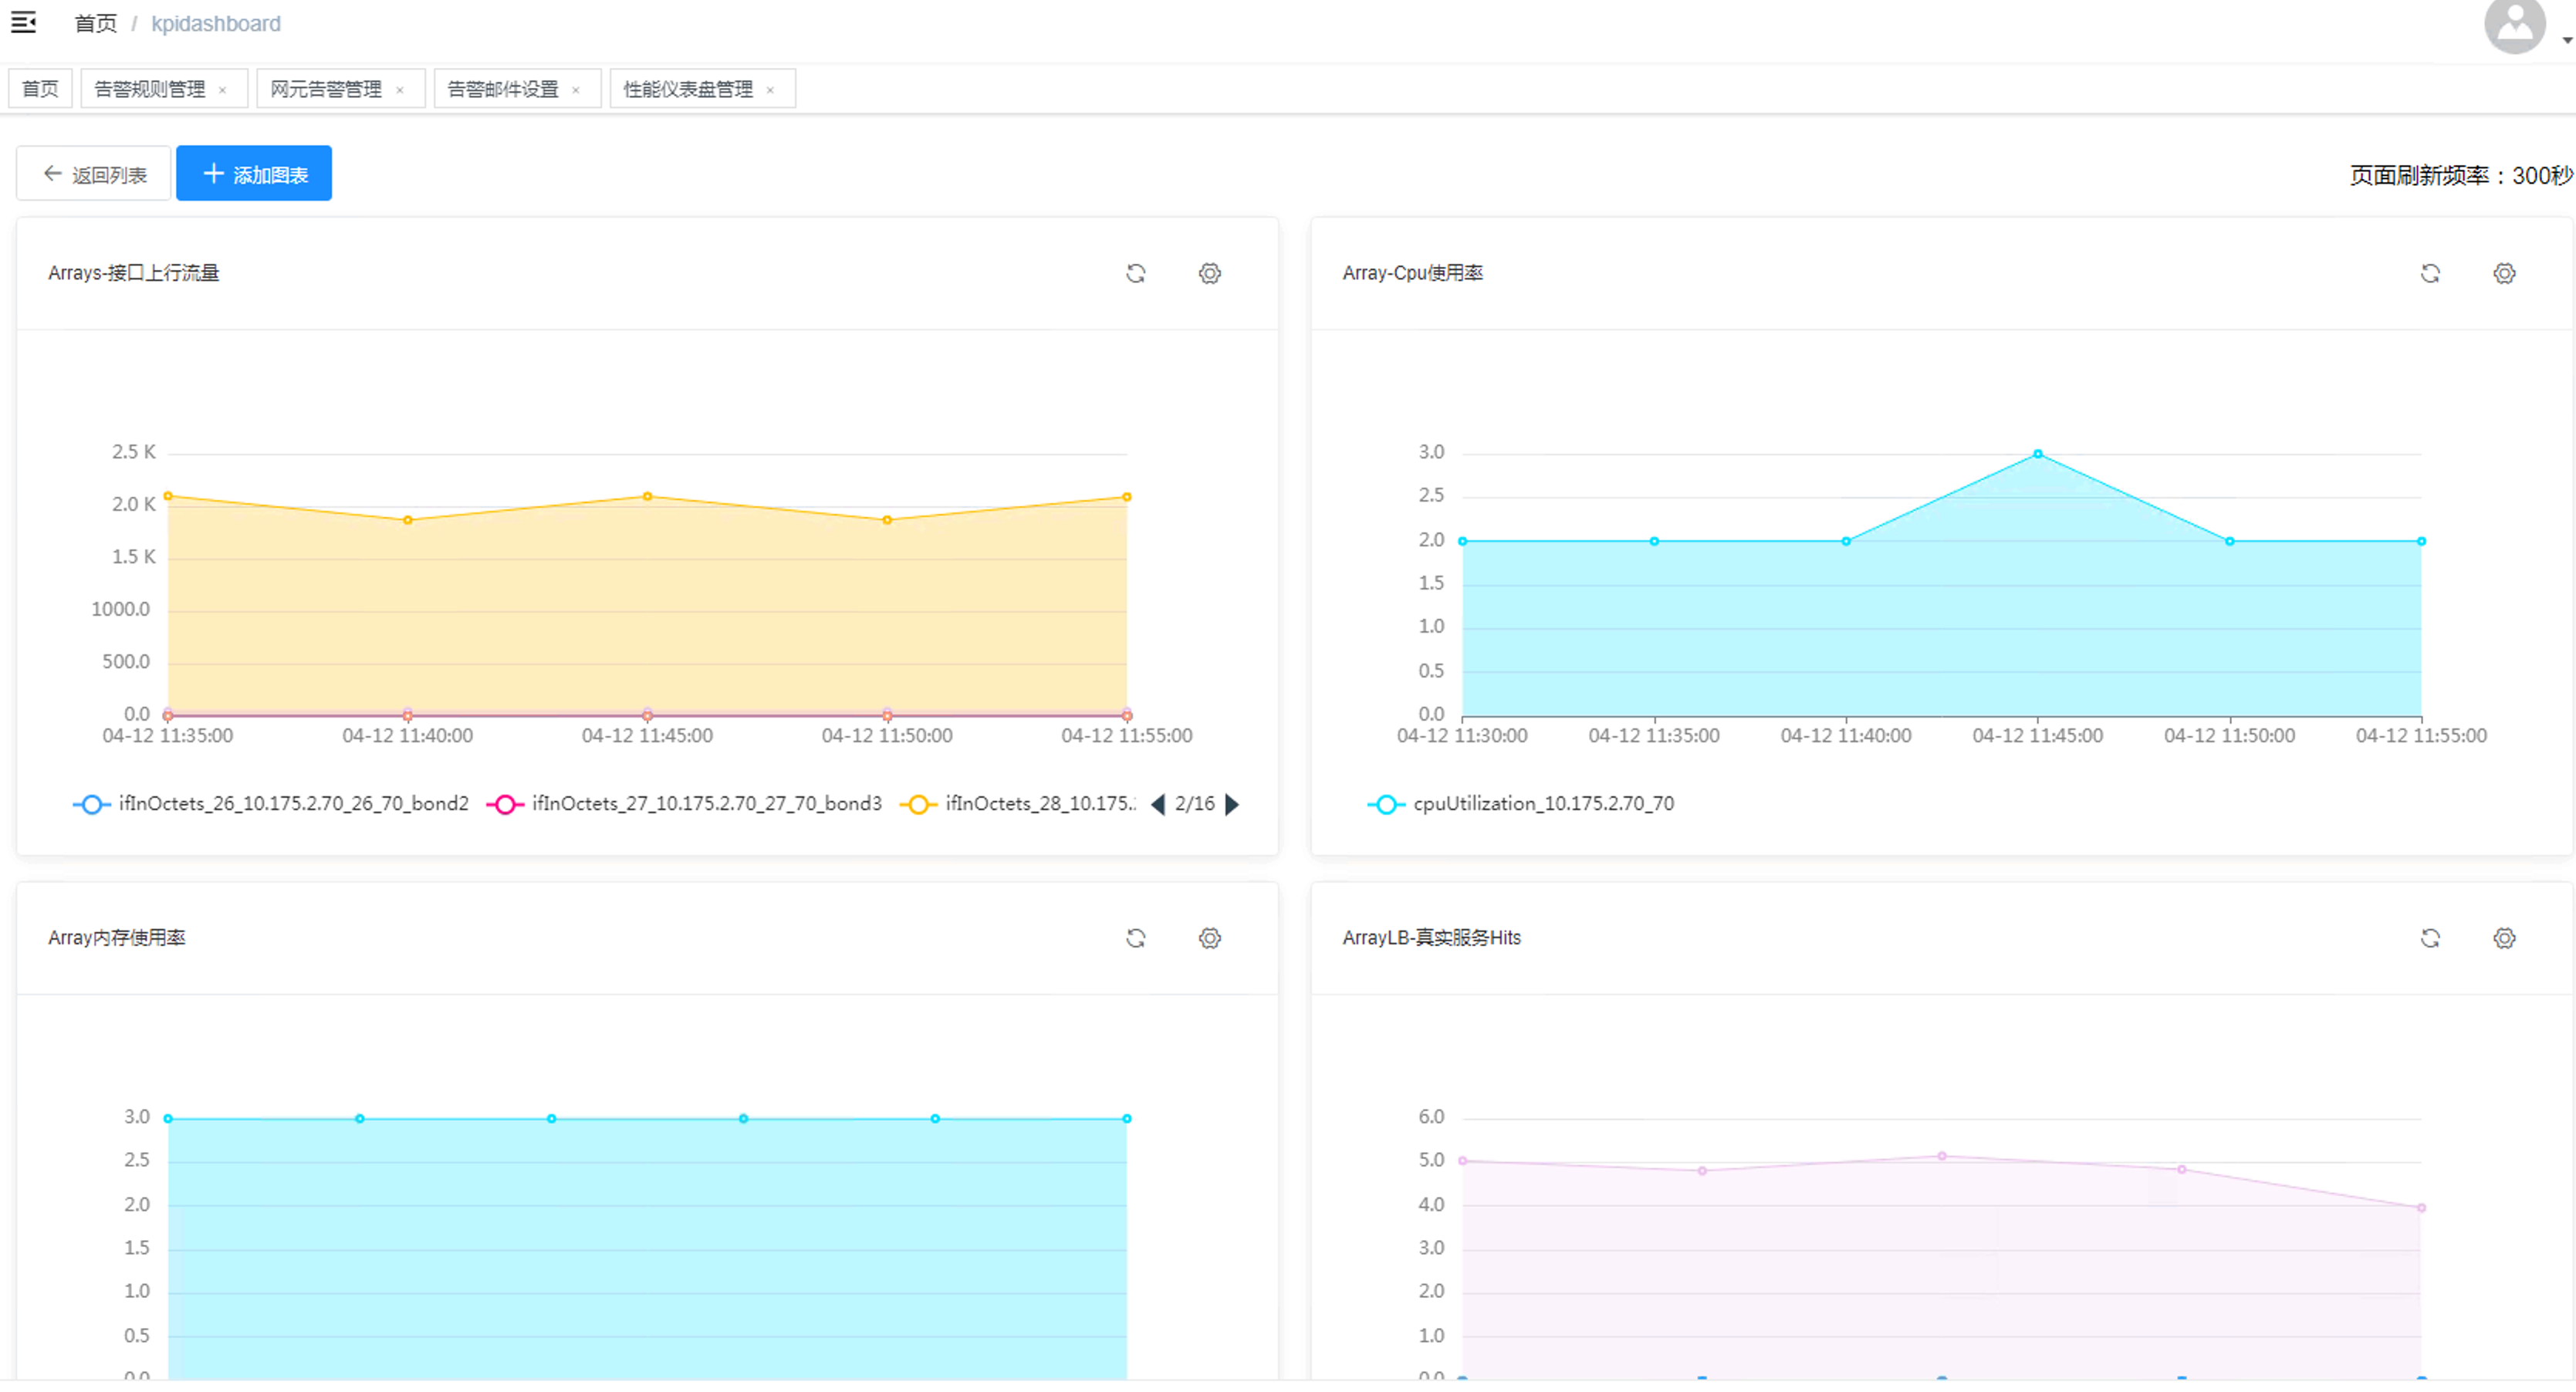 首页 / kpidashboard
首页 告警规则管理 × 网元告警管理 × 告警邮件设置 × 性能仪表盘管理 ×
返回列表 添加图表 页面刷新频率：300秒
Arrays-接口上行流量
2.5 K
2.0 K
1.5 K
1000.0
500.0
0.0
04-12 11:35:00 04-12 11:40:00 04-12 11:45:00 04-12 11:50:00 04-12 11:55:00
ifInOctets_26_10.175.2.70_26_70_bond2 ifInOctets_27_10.175.2.70_27_70_bond3 ifInOctets_28_10.175. 2/16
Array-Cpu使用率
3.0
2.5
2.0
1.5
1.0
0.5
0.0
04-12 11:30:00 04-12 11:35:00 04-12 11:40:00 04-12 11:45:00 04-12 11:50:00 04-12 11:55:00
cpuUtilization_10.175.2.70_70
Array内存使用率
3.0
2.5
2.0
1.5
1.0
0.5
0.0
ArrayLB-真实服务Hits
6.0
5.0
4.0
3.0
2.0
1.0
0.0